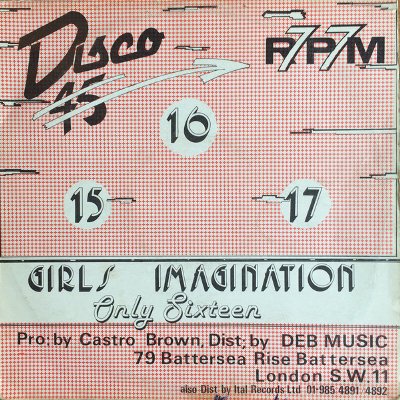 Disco 45
R77PM
16
15
17
GIRLS IMAGINATION
Only Sixteen
Pro; by Castro Brown, Dist; by DEB MUSIC
79 Battersea Rise Battersea
London S.W.11
also Dist by Ital Records Ltd 01-985 4891/4892